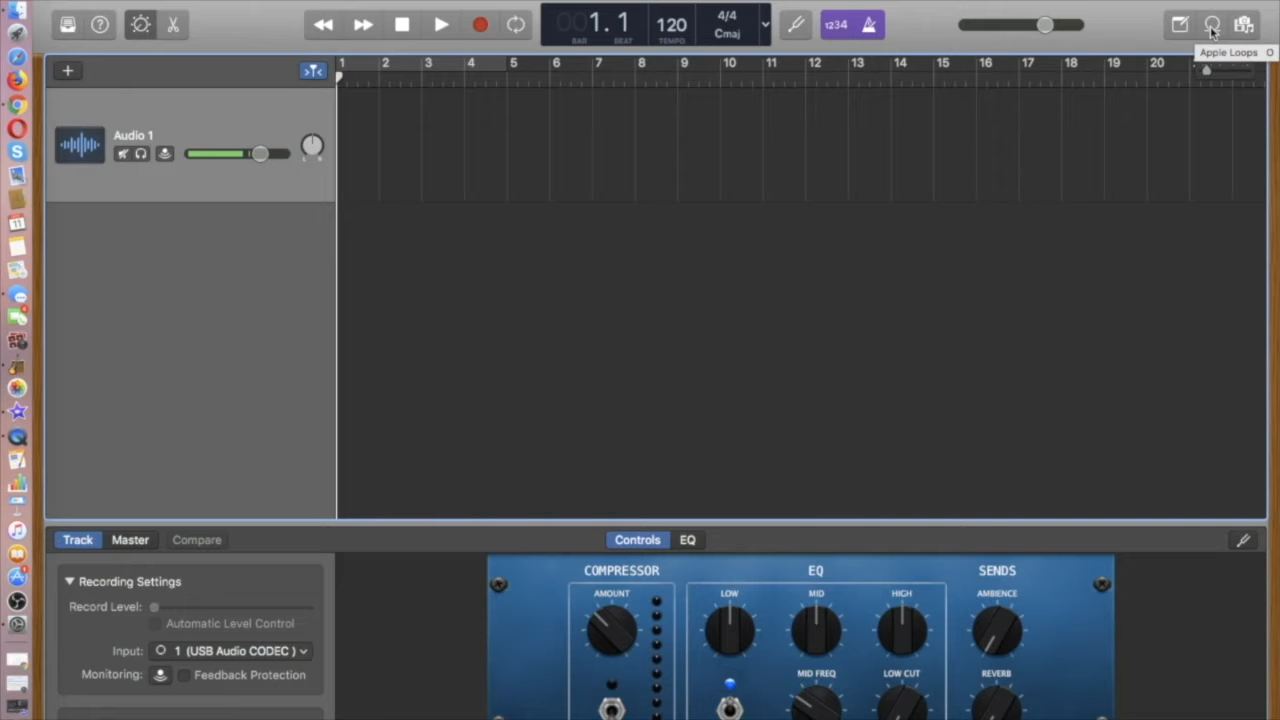 1.1
BAR BEAT
120
TEMPO
4/4
Cmaj
1234
Apple Loops O
1 2 3 4 5 6 7 8 9 10 11 12 13 14 15 16 17 18 19 20
Audio 1
L R
Track Master Compare
Controls EQ
Recording Settings
Record Level:
Automatic Level Control
Input: 1 (USB Audio CODEC)
Monitoring: Feedback Protection
COMPRESSOR EQ SENDS
AMOUNT LOW MID HIGH AMBIENCE
MID FREQ LOW CUT REVERB